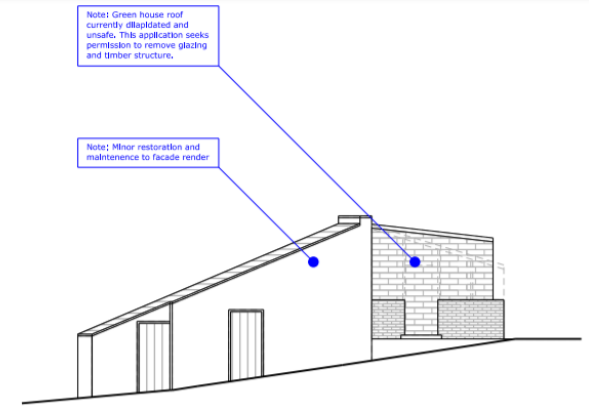 Note: Green house roof
currently dilapidated and
unsafe. This application seeks
permission to remove glazing
and timber structure.
Note: Minor restoration and
maintenence to facade render